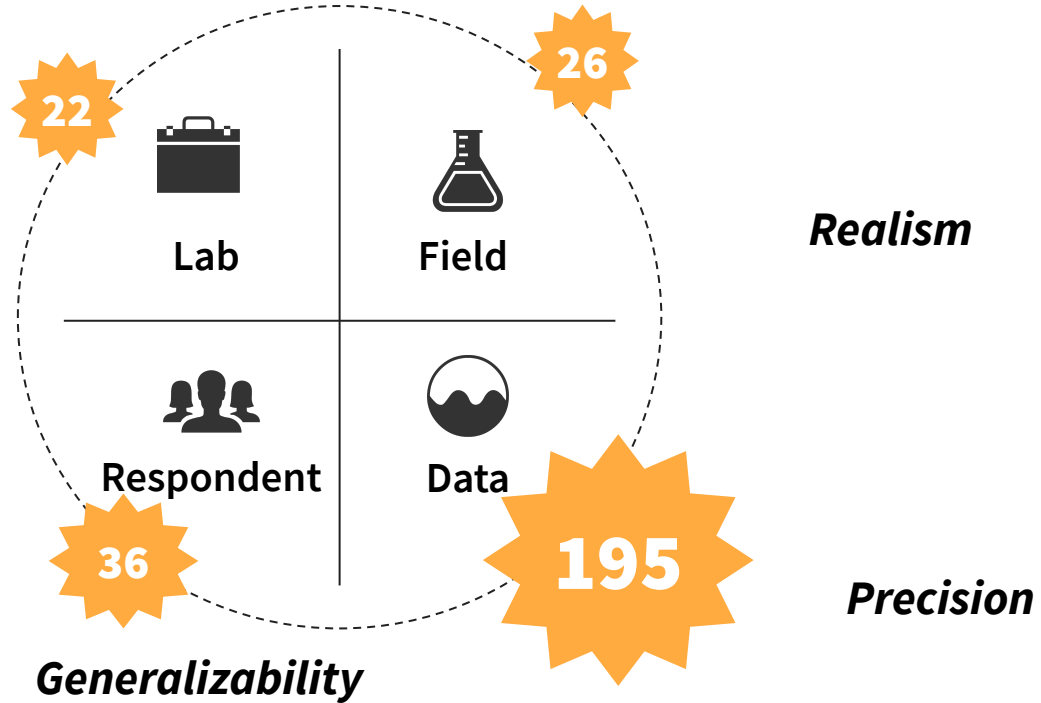 22
26
Lab
Field
Realism
Respondent
Data
36
195
Precision
Generalizability